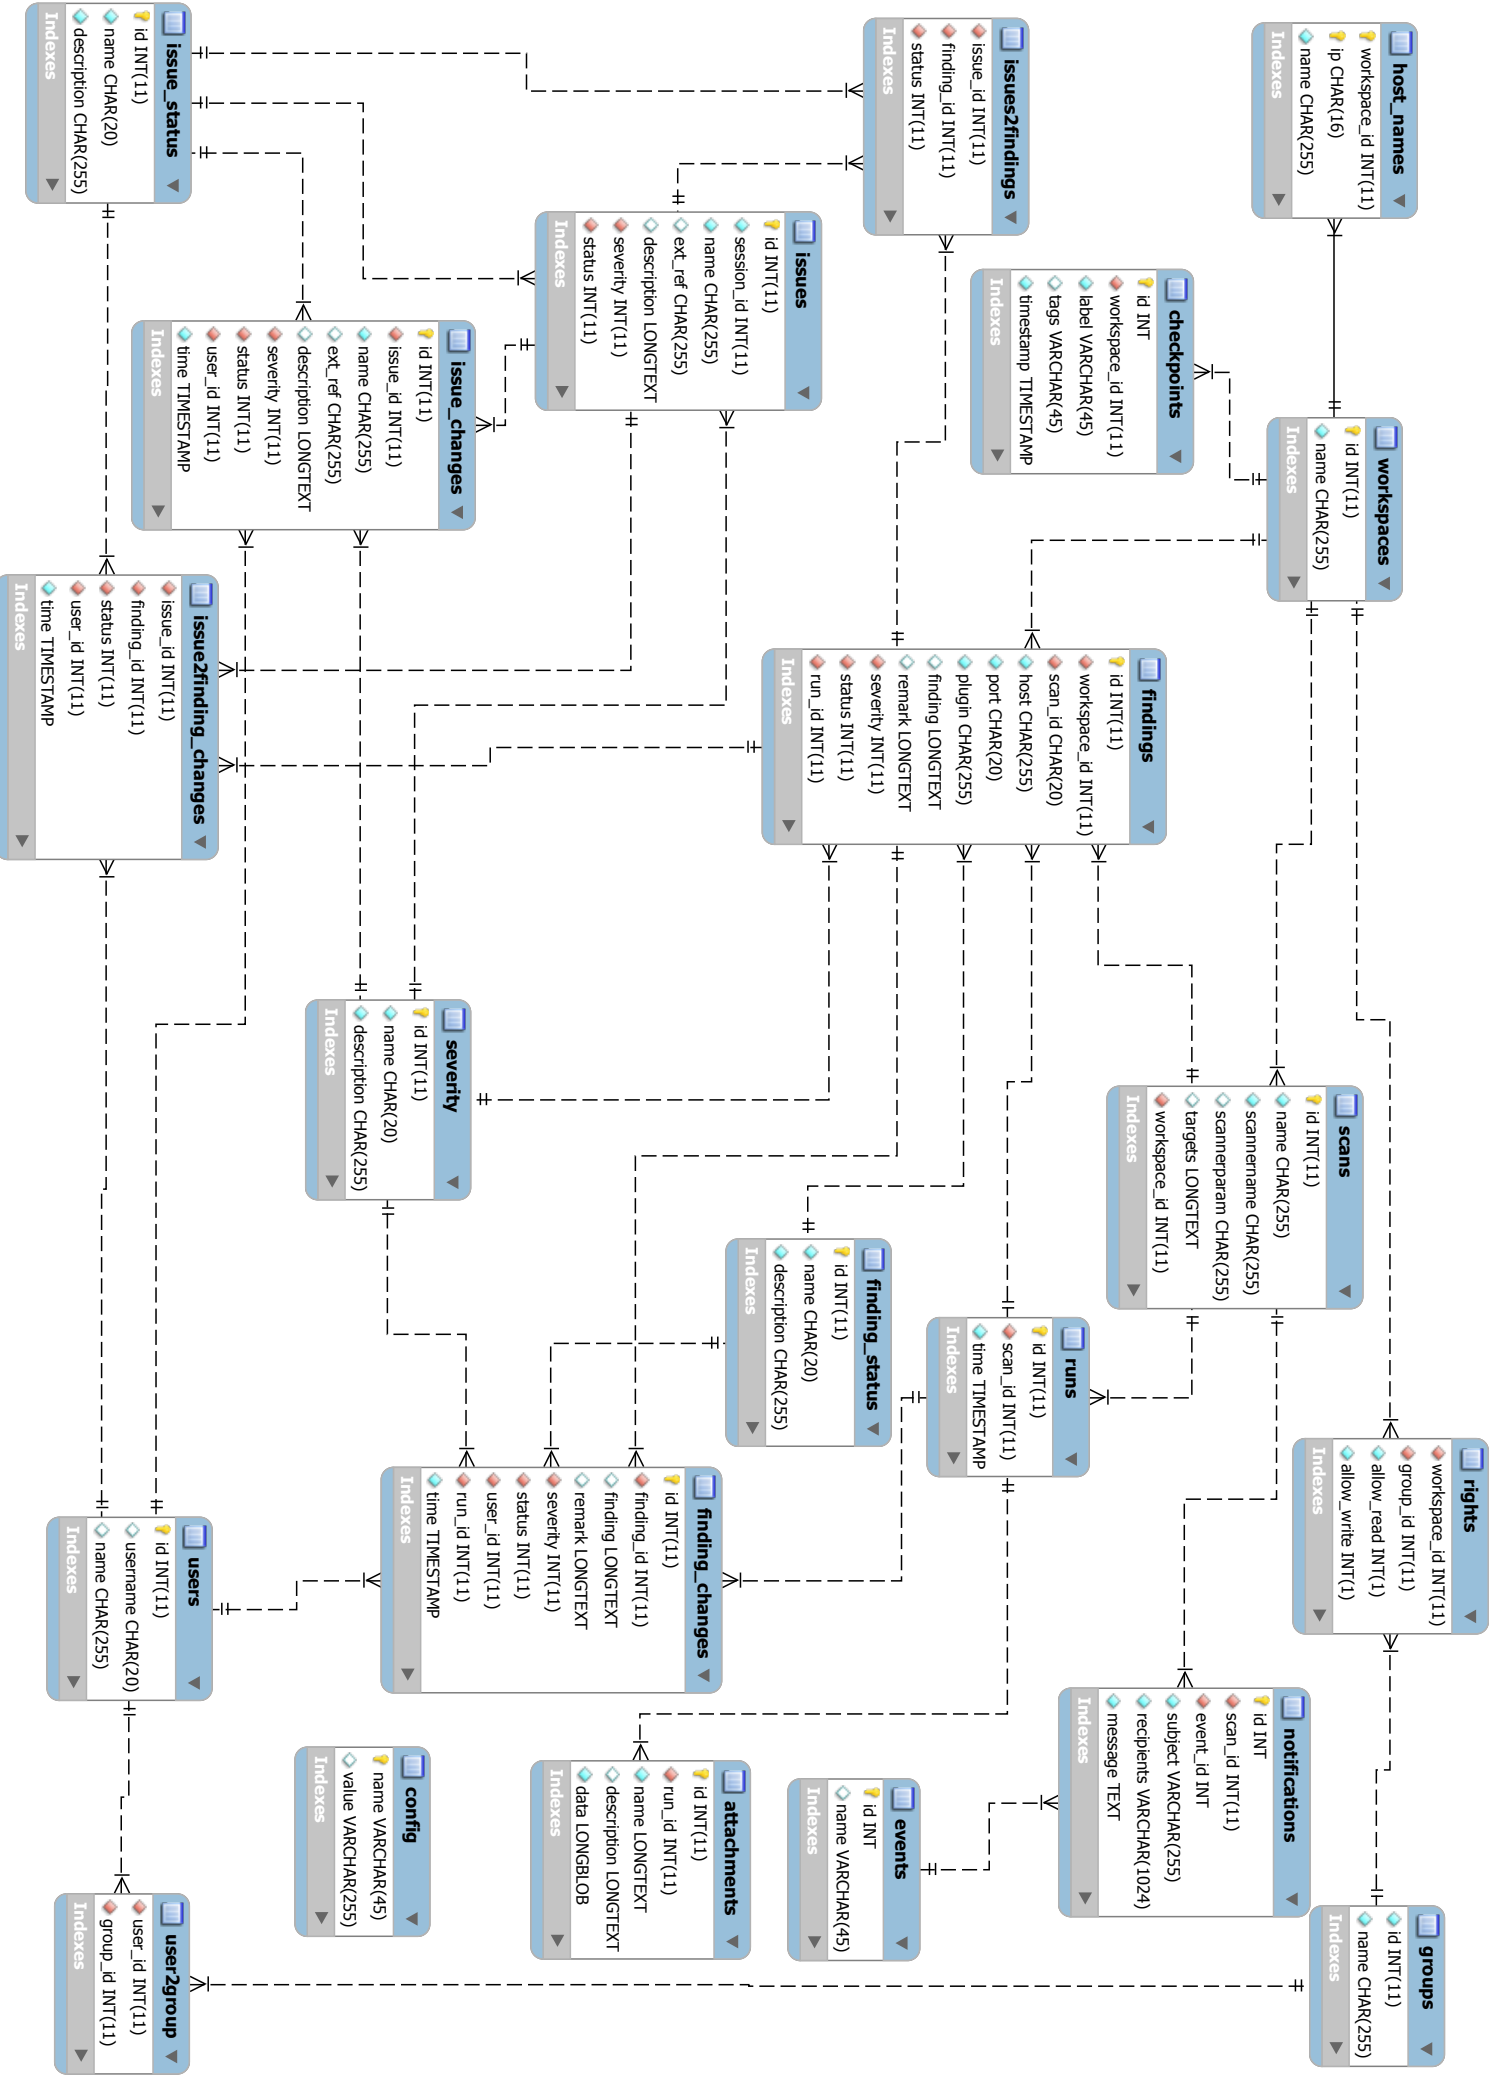 host_names
workspace_id INT(11)
ip CHAR(16)
name CHAR(255)
Indexes
workspaces
id INT(11)
name CHAR(255)
Indexes
rights
workspace_id INT(11)
group_id INT(11)
allow_read INT(1)
allow_write INT(1)
Indexes
groups
id INT(11)
name CHAR(255)
Indexes
scans
id INT(11)
name CHAR(255)
scannername CHAR(255)
scannerparam CHAR(255)
targets LONGTEXT
workspace_id INT(11)
Indexes
notifications
id INT
scan_id INT(11)
event_id INT
subject VARCHAR(255)
recipients VARCHAR(1024)
message TEXT
Indexes
checkpoints
id INT
workspace_id INT(11)
label VARCHAR(45)
tags VARCHAR(45)
timestamp TIMESTAMP
Indexes
findings
id INT(11)
workspace_id INT(11)
scan_id CHAR(20)
host CHAR(255)
port CHAR(20)
plugin CHAR(255)
finding LONGTEXT
remark LONGTEXT
severity INT(11)
status INT(11)
run_id INT(11)
Indexes
runs
id INT(11)
scan_id INT(11)
time TIMESTAMP
Indexes
issues2findings
issue_id INT(11)
finding_id INT(11)
status INT(11)
Indexes
events
id INT
name VARCHAR(45)
Indexes
finding_status
id INT(11)
name CHAR(20)
description CHAR(255)
Indexes
issues
id INT(11)
session_id INT(11)
name CHAR(255)
ext_ref CHAR(255)
description LONGTEXT
severity INT(11)
status INT(11)
Indexes
attachments
id INT(11)
run_id INT(11)
name LONGTEXT
description LONGTEXT
data LONGBLOB
Indexes
finding_changes
id INT(11)
finding_id INT(11)
finding LONGTEXT
remark LONGTEXT
severity INT(11)
status INT(11)
user_id INT(11)
run_id INT(11)
time TIMESTAMP
Indexes
issue_changes
id INT(11)
issue_id INT(11)
name CHAR(255)
ext_ref CHAR(255)
description LONGTEXT
severity INT(11)
status INT(11)
user_id INT(11)
time TIMESTAMP
Indexes
severity
id INT(11)
name CHAR(20)
description CHAR(255)
Indexes
config
name VARCHAR(45)
value VARCHAR(255)
Indexes
issue_status
id INT(11)
name CHAR(20)
description CHAR(255)
Indexes
issue2finding_changes
issue_id INT(11)
finding_id INT(11)
status INT(11)
user_id INT(11)
time TIMESTAMP
Indexes
users
id INT(11)
username CHAR(20)
name CHAR(255)
Indexes
user2group
user_id INT(11)
group_id INT(11)
Indexes